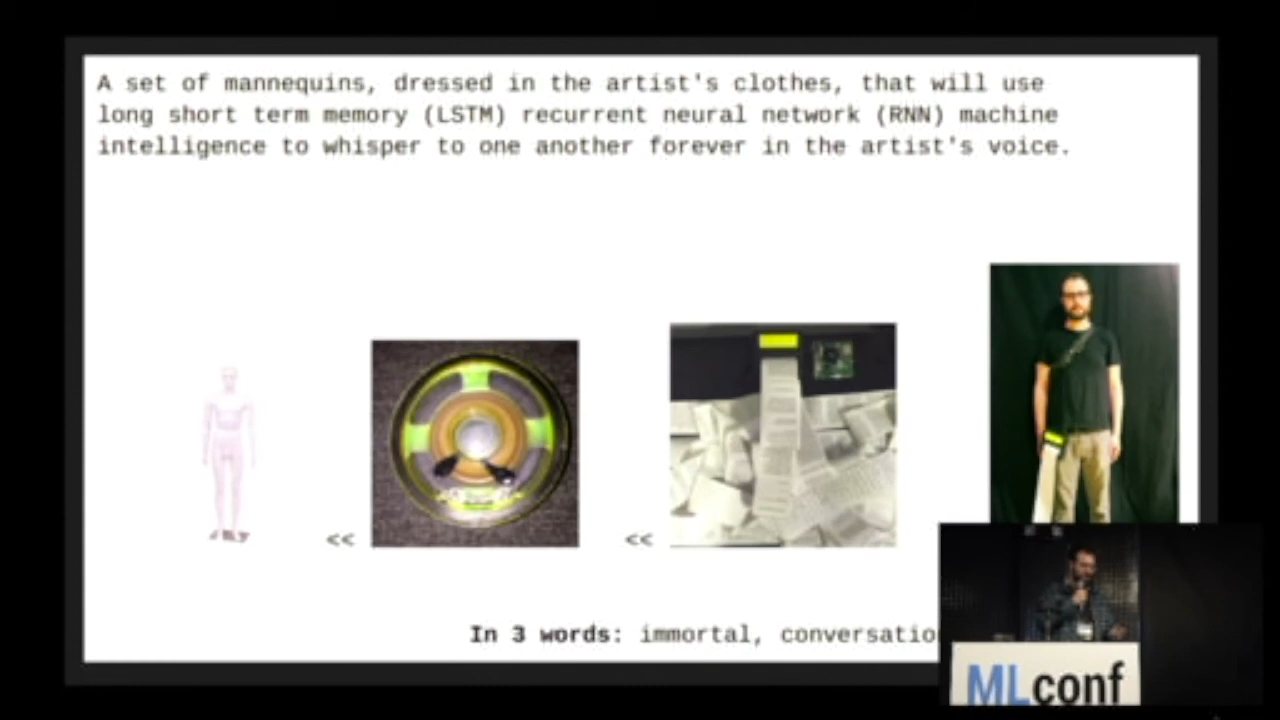 A set of mannequins, dressed in the artist's clothes, that will use
long short term memory (LSTM) recurrent neural network (RNN) machine
intelligence to whisper to one another forever in the artist's voice.
<<
<<
In 3 words: immortal,
MLconf